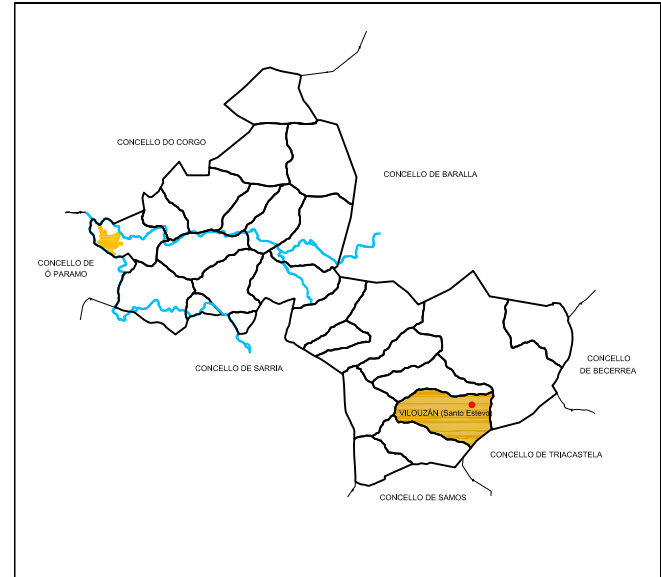 CONCELLO DO CORGO
CONCELLO DE BARALLA
CONCELLO DE
Ó PARAMO
CONCELLO DE SARRIA
CONCELLO
DE BECERREA
VILOUZÁN (Santo Estevo)
CONCELLO DE TRIACASTELA
CONCELLO DE SAMOS